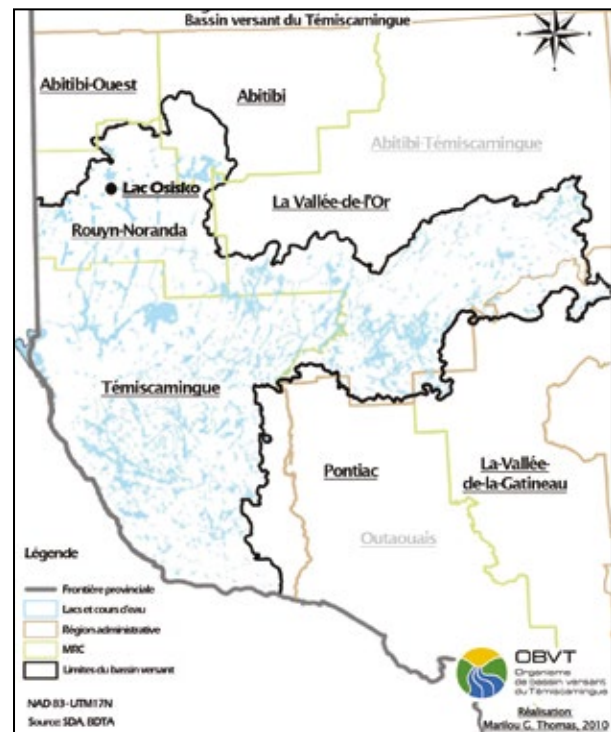 Bassin versant du Témiscamingue
Abitibi-Ouest
Abitibi
Abitibi-Témiscamingue
Lac Osisko
La Vallée-de-l'Or
Rouyn-Noranda
Témiscamingue
Pontiac
La-Vallée-
de-la-Gatineau
Outaouais
Légende
Frontière provinciale
Lacs et cours d'eau
Région administrative
MRC
Limites du bassin versant
NAD 83 - UTM17N
Source: SDA, BDTA
OBVT
Organisme
de bassin versant
du Témiscamingue
Réalisation:
Marilou G. Thomas, 2010